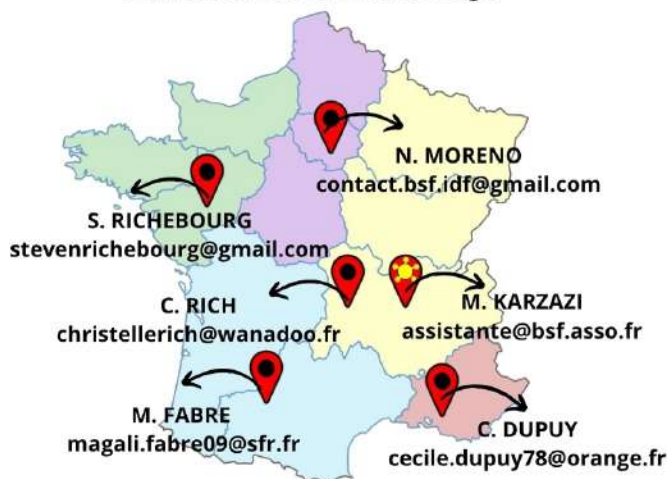 N. MORENO
contact.bsf.idf@gmail.com
S. RICHEBOURG
stevenrichebourg@gmail.com
C. RICH
christellerich@wanadoo.fr
M. KARZAZI
assistante@bsf.asso.fr
M. FABRE
magali.fabre09@sfr.fr
C. DUPUY
cecile.dupuy78@orange.fr